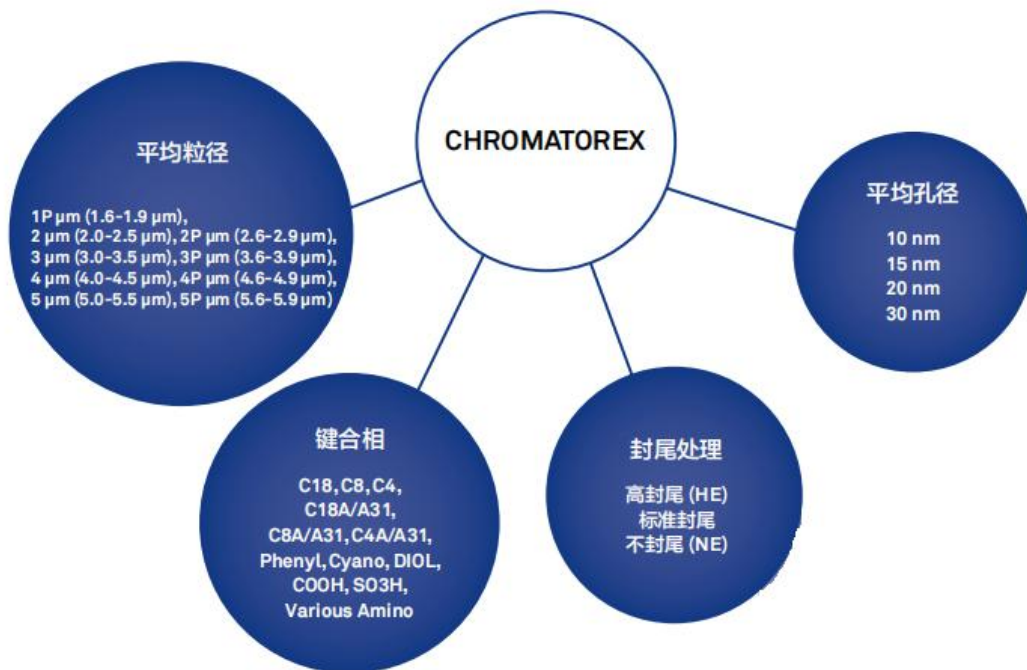 CHROMATOREX
平均粒径
1P μm (1.6-1.9 μm),
2 μm (2.0-2.5 μm), 2P μm (2.6-2.9 μm),
3 μm (3.0-3.5 μm), 3P μm (3.6-3.9 μm),
4 μm (4.0-4.5 μm), 4P μm (4.6-4.9 μm),
5 μm (5.0-5.5 μm), 5P μm (5.6-5.9 μm)
平均孔径
10 nm
15 nm
20 nm
30 nm
键合相
C18, C8, C4,
C18A/A31,
C8A/A31, C4A/A31,
Phenyl, Cyano, DIOL,
COOH, SO3H,
Various Amino
封尾处理
高封尾 (HE)
标准封尾
不封尾 (NE)